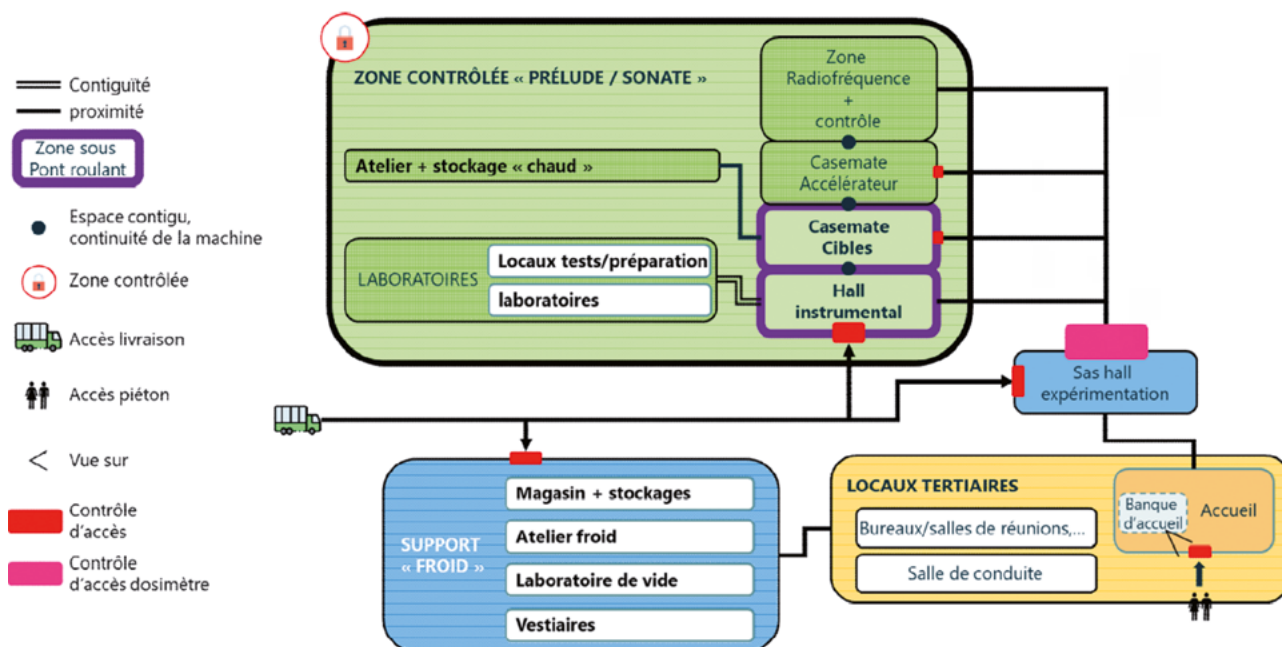 Contiguïté
proximité
Zone sous
Pont roulant
Espace contigu,
continuité de la machine
Zone contrôlée
Accès livraison
Accès piéton
Vue sur
Contrôle
d'accès
Contrôle
d'accès dosimètre
ZONE CONTRÔLÉE « PRÉLUDE / SONATE »
Zone
Radiofréquence
+
contrôle
Atelier + stockage « chaud »
Casemate
Accélérateur
Casemate
Cibles
LABORATOIRES
Locaux tests/préparation
laboratoires
Hall
instrumental
Sas hall
expérimentation
SUPPORT
« FROID »
Magasin + stockages
Atelier froid
Laboratoire de vide
Vestiaires
LOCAUX TERTIAIRES
Bureaux/salles de réunions,...
Salle de conduite
Banque
d'accueil
Accueil